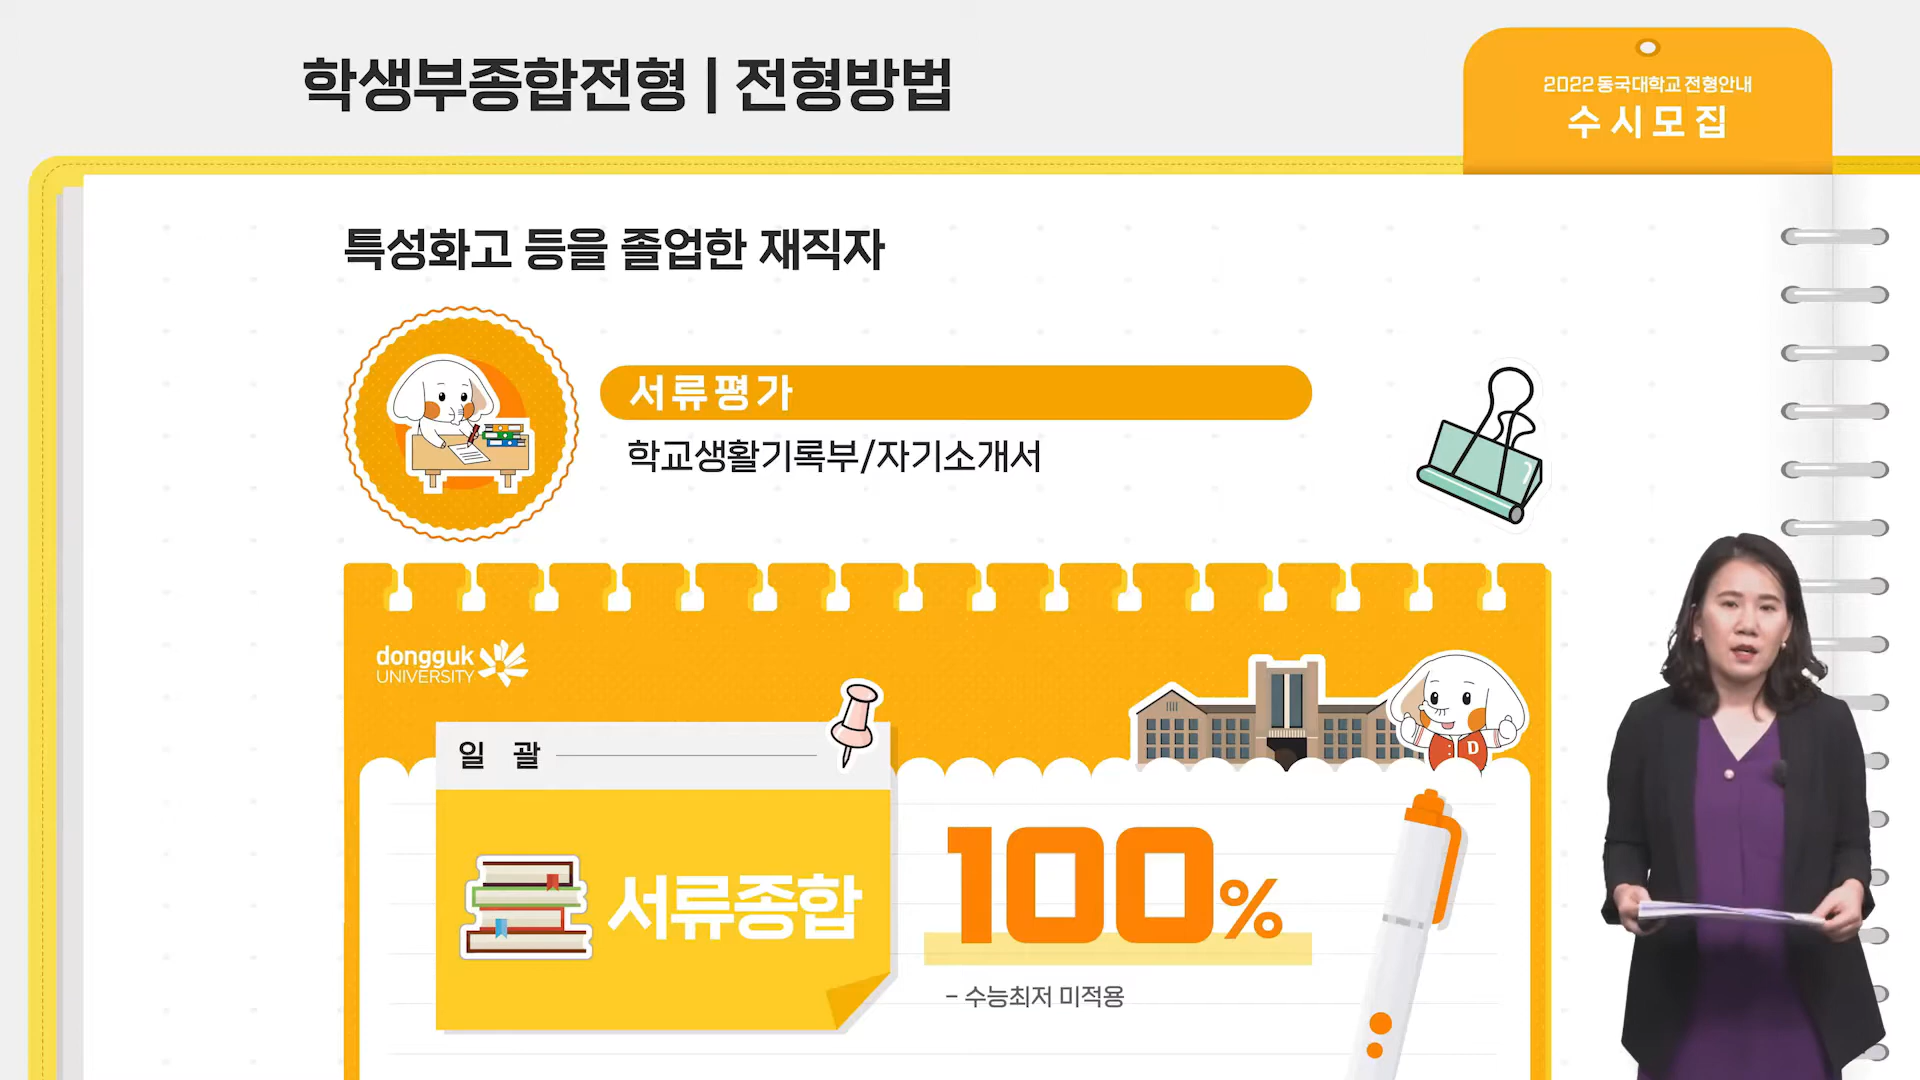 학생부종합전형 | 전형방법
2022 동국대학교 전형안내
수시모집
특성화고 등을 졸업한 재직자
서류평가
학교생활기록부/자기소개서
dongguk
UNIVERSITY
일 괄
D
서류종합
100%
- 수능최저 미적용